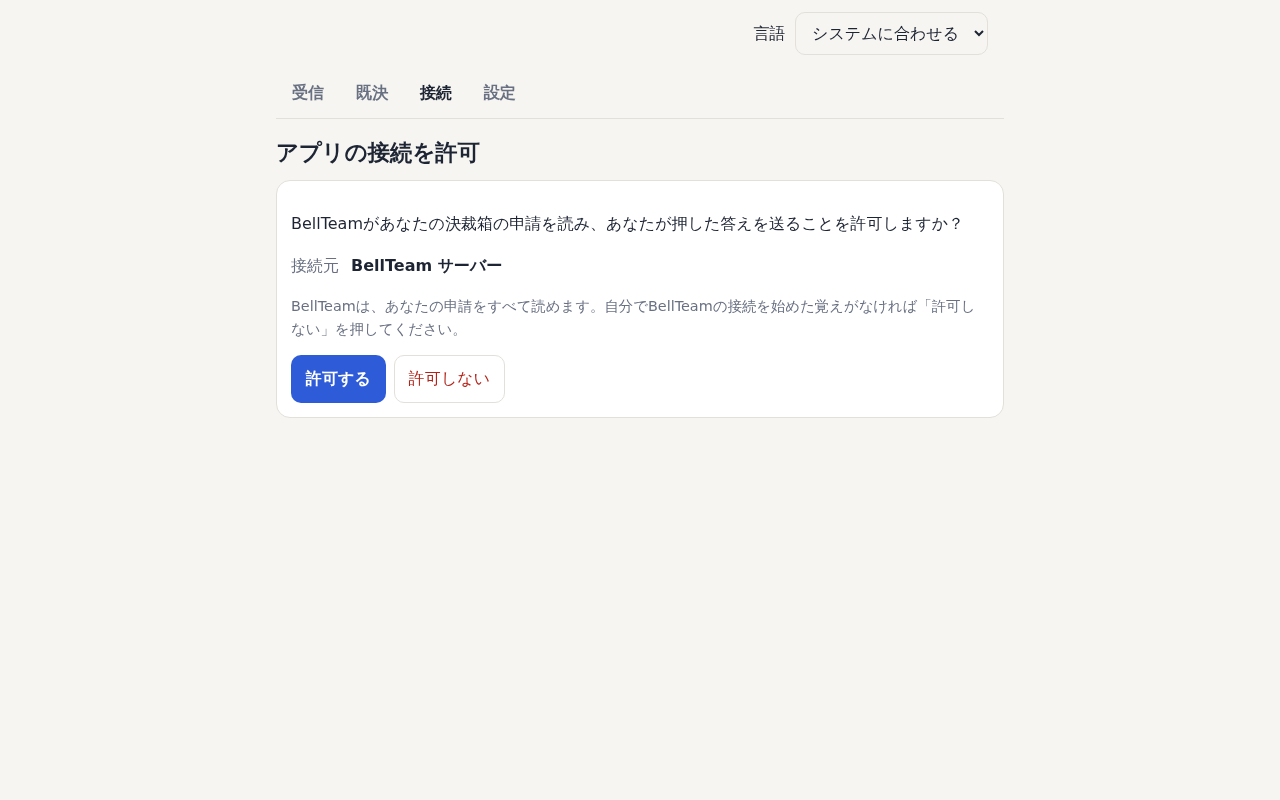 言語 システムに合わせる
受信 既決 接続 設定
アプリの接続を許可
BellTeamがあなたの決裁箱の申請を読み、あなたが押した答えを送ることを許可しますか？
接続元 BellTeam サーバー
BellTeamは、あなたの申請をすべて読めます。自分でBellTeamの接続を始めた覚えがなければ「許可し
ない」を押してください。
許可する 許可しない